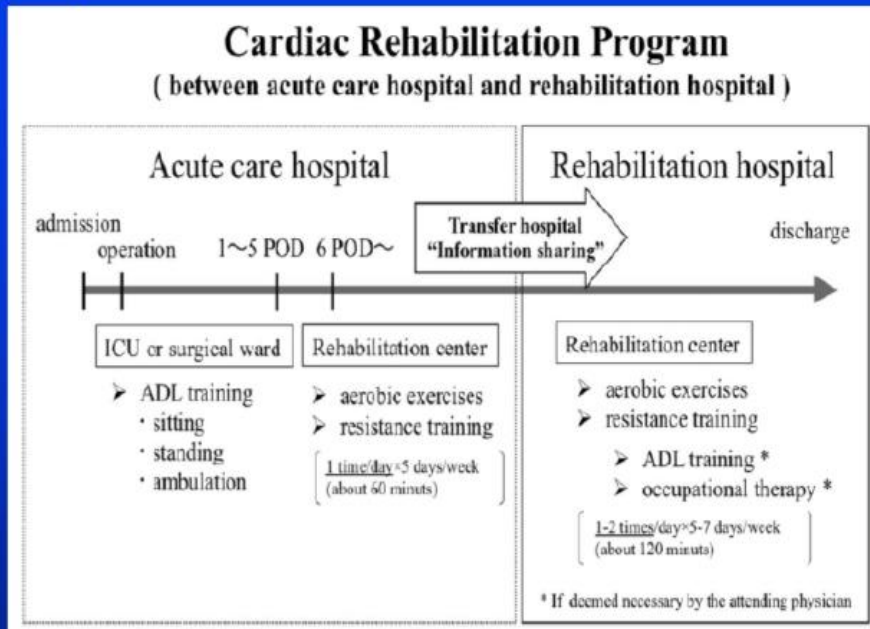 Cardiac Rehabilitation Program
( between acute care hospital and rehabilitation hospital )
Acute care hospital
admission
operation
1～5 POD
6 POD～
ICU or surgical ward
➢ ADL training
・sitting
・standing
・ambulation
Rehabilitation center
➢ aerobic exercises
➢ resistance training
1 time/day×5 days/week
(about 60 minuts)
Transfer hospital
“Information sharing”
Rehabilitation hospital
discharge
Rehabilitation center
➢ aerobic exercises
➢ resistance training
➢ ADL training *
➢ occupational therapy *
1-2 times/day×5-7 days/week
(about 120 minuts)
* If deemed necessary by the attending physician